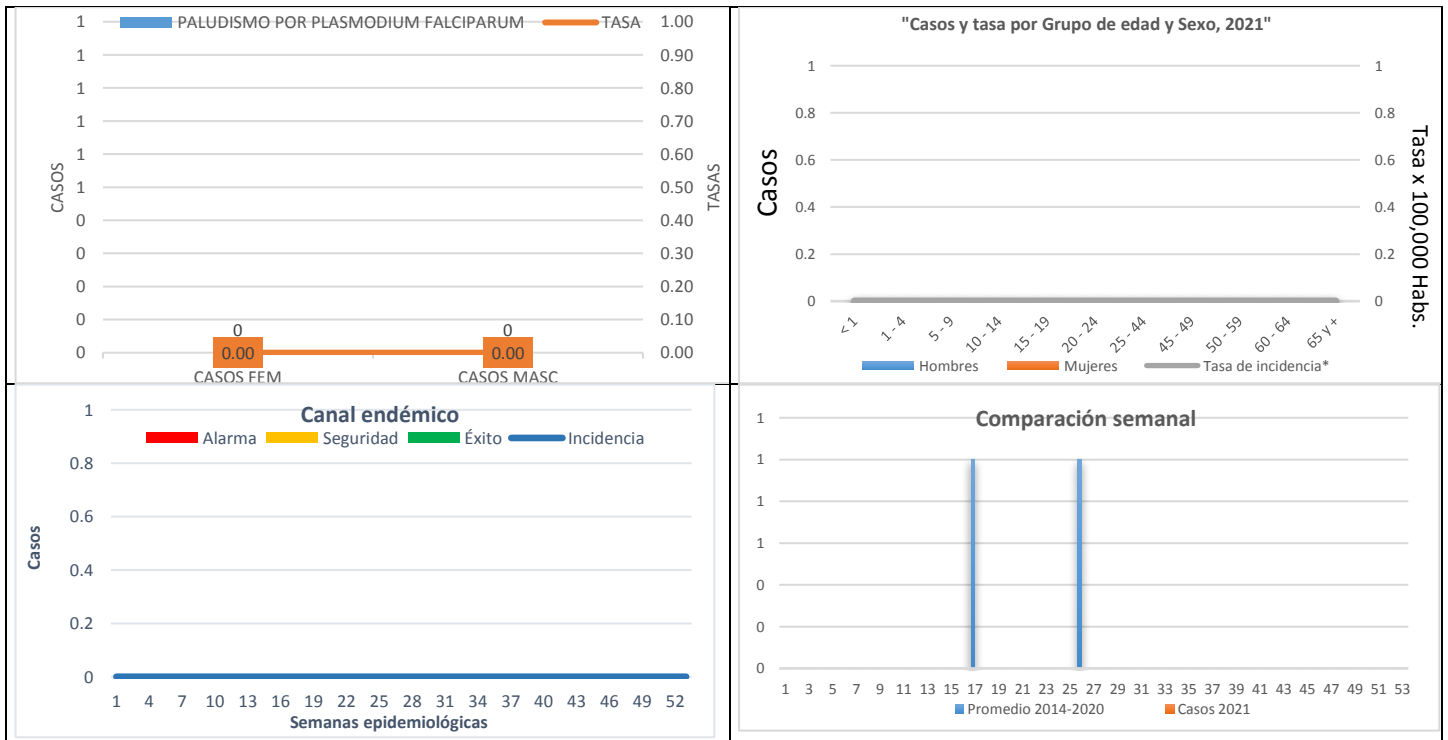 PALUDISMO POR PLASMODIUM FALCIPARUM TASA
1 1.00
1 0.90
1 0.80
1 0.70
1 0.60
1 0.50
0 0.40
0 0.30
0 0.20
0 0.10
0 0.00
CASOS
TASAS
0 0
0.00 0.00
CASOS FEM CASOS MASC
"Casos y tasa por Grupo de edad y Sexo, 2021"
1 1
0.8 0.8
0.6 0.6
0.4 0.4
0.2 0.2
0 0
Casos
Tasa x 100,000 Habs.
< 1 1 - 4 5 - 9 10 - 14 15 - 19 20 - 24 25 - 44 45 - 49 50 - 59 60 - 64 65 y +
Hombres Mujeres Tasa de incidencia*
Canal endémico
Alarma Seguridad Éxito Incidencia
1
0.8
0.6
0.4
0.2
0
Casos
1 4 7 10 13 16 19 22 25 28 31 34 37 40 43 46 49 52
Semanas epidemiológicas
Comparación semanal
1
1
1
1
0
0
0
1 3 5 7 9 11 13 15 17 19 21 23 25 27 29 31 33 35 37 39 41 43 45 47 49 51 53
Promedio 2014-2020 Casos 2021